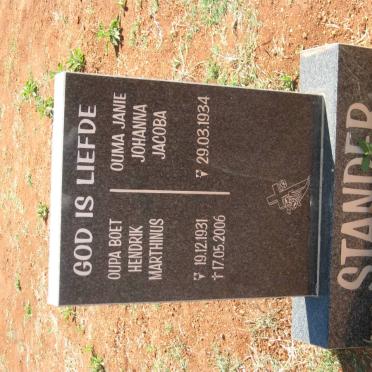 GOD IS LIEFDE
OUPA BOET
HENDRIK
MARTHINUS
19.12.1931
†17.05.2006
OUMA JANIE
JOHANNA
JACOBA
29.03.1934
STANDER